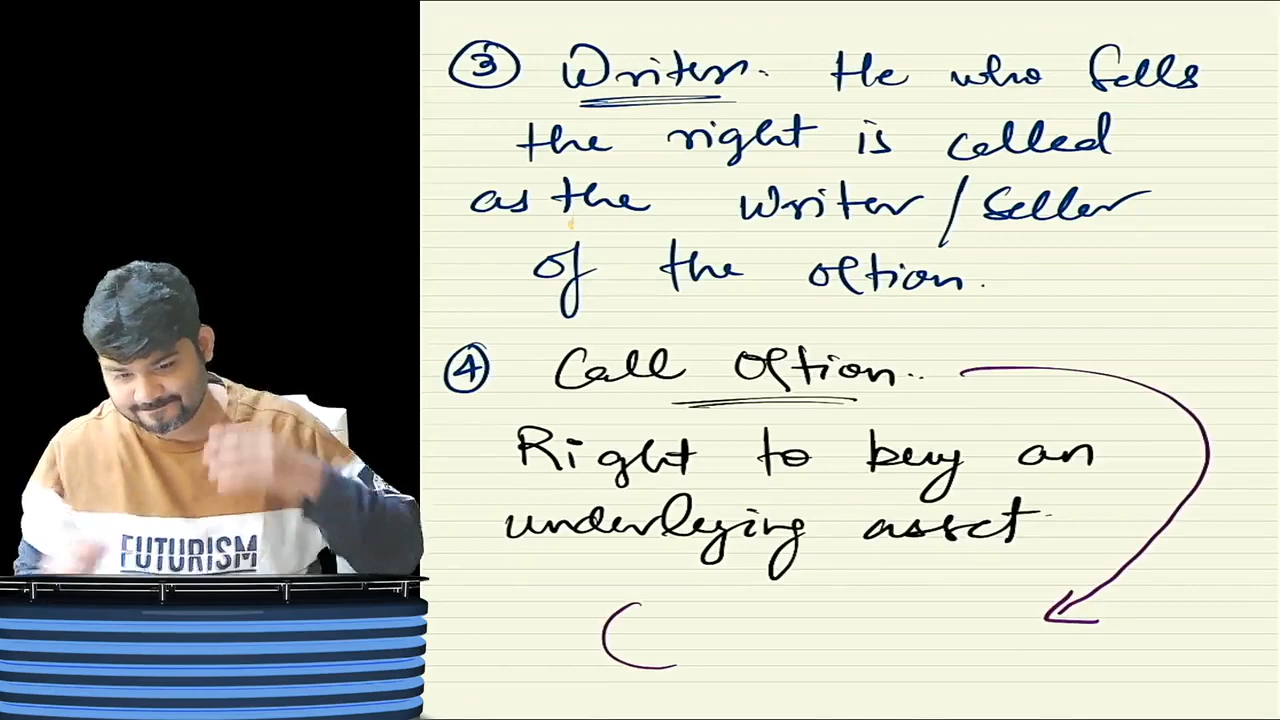 ③ Writer. He who sells
the right is called
as the writer/seller
of the option.
④ Call Option..
Right to buy an
underlying asset
C
FUTURISM